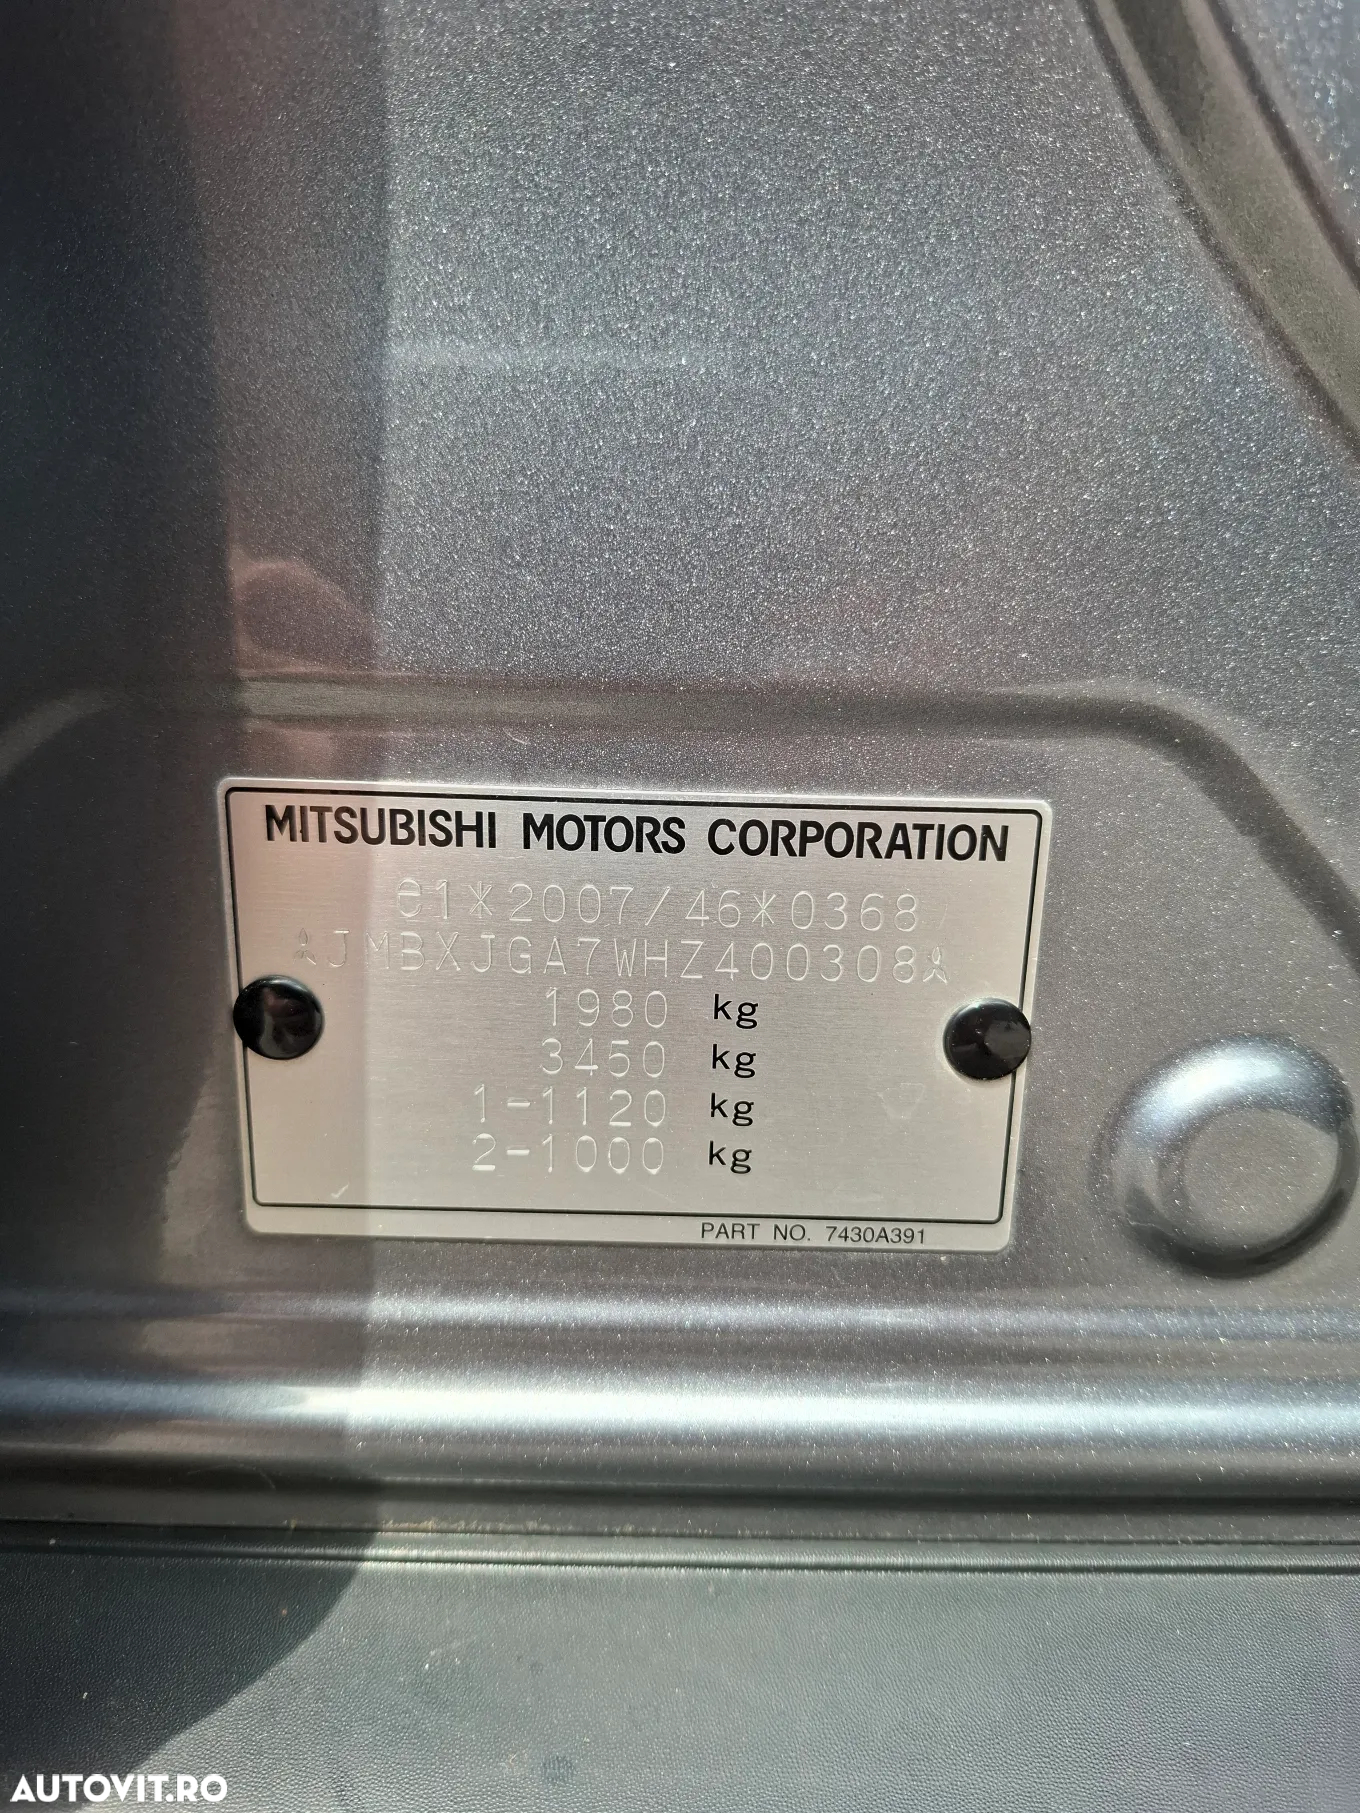 MITSUBISHI MOTORS CORPORATION
e1*2007/46*0368
JMBXJGA7WHZ400308
1980 kg
3450 kg
1-1120 kg
2-1000 kg
PART NO. 7430A391
AUTOVIT.RO